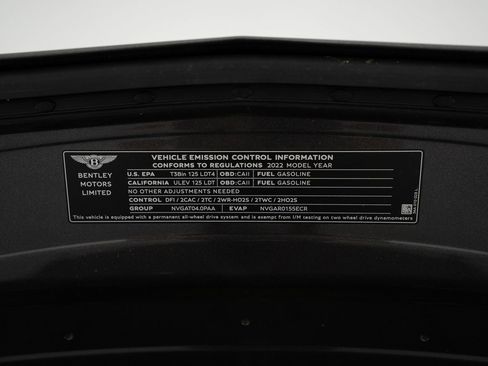 VEHICLE EMISSION CONTROL INFORMATION
CONFORMS TO REGULATIONS 2022 MODEL YEAR
B
BENTLEY
MOTORS
LIMITED
U.S. EPA T3Bin 125 LDT4 OBD:CAII FUEL GASOLINE
CALIFORNIA ULEV 125 LDT OBD:CAII FUEL GASOLINE
NO OTHER ADJUSTMENTS NEEDED
CONTROL DFI / 2CAC / 2TC / 2WR-HO2S / 2TWC / 2HO2S
GROUP NVGAT04.0PAA EVAP NVGAR0155ECR
This vehicle is equipped with a permanent all-wheel drive system and is exempt from I/M testing on two wheel drive dynamometers